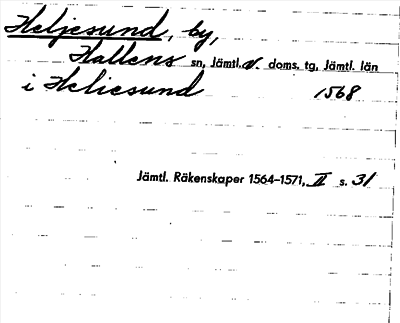 Heljesund, by,
Hallens sn, Jämtl. v. doms. tg, Jämtl. län
i Heliesund 1568
Jämtl. Räkenskaper 1564-1571, II s. 31